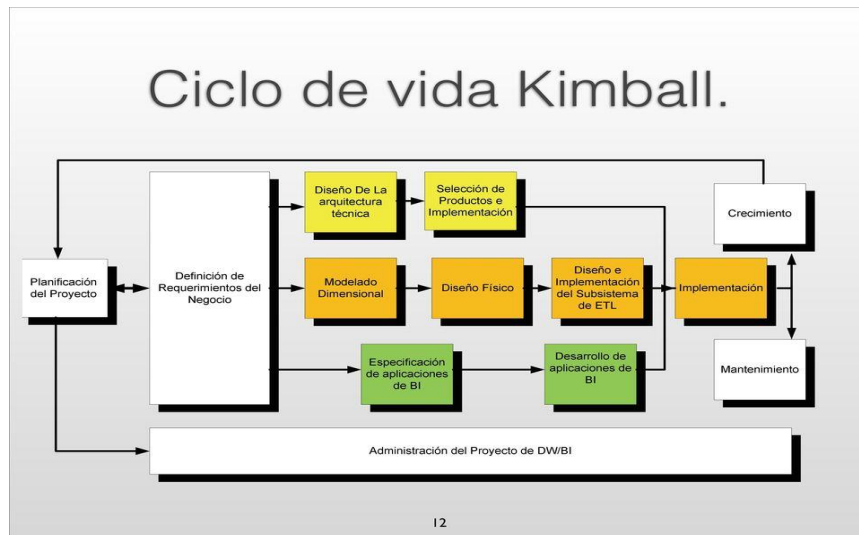 Ciclo de vida Kimball.
Diseño De La
arquitectura
técnica
Selección de
Productos e
Implementación
Crecimiento
Planificación
del Proyecto
Definición de
Requerimientos del
Negocio
Modelado
Dimensional
Diseño Físico
Diseño e
Implementación
del Subsistema
de ETL
Implementación
Especificación
de aplicaciones
de BI
Desarrollo de
aplicaciones de
BI
Mantenimiento
Administración del Proyecto de DW/BI
12